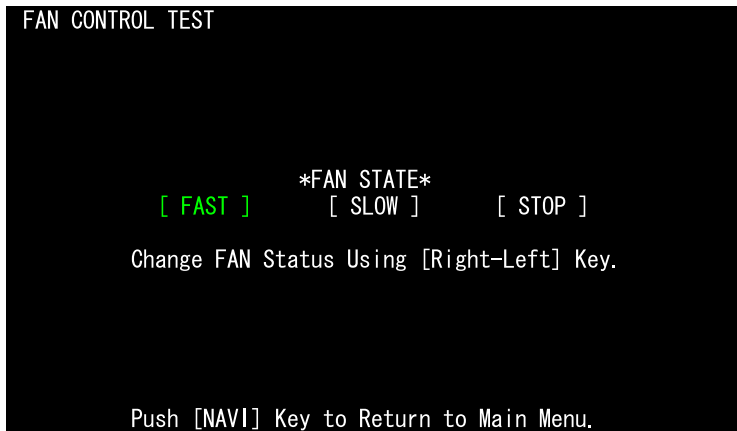 FAN CONTROL TEST
*FAN STATE*
[ FAST ] [ SLOW ] [ STOP ]
Change FAN Status Using [Right-Left] Key.
Push [NAVI] Key to Return to Main Menu.